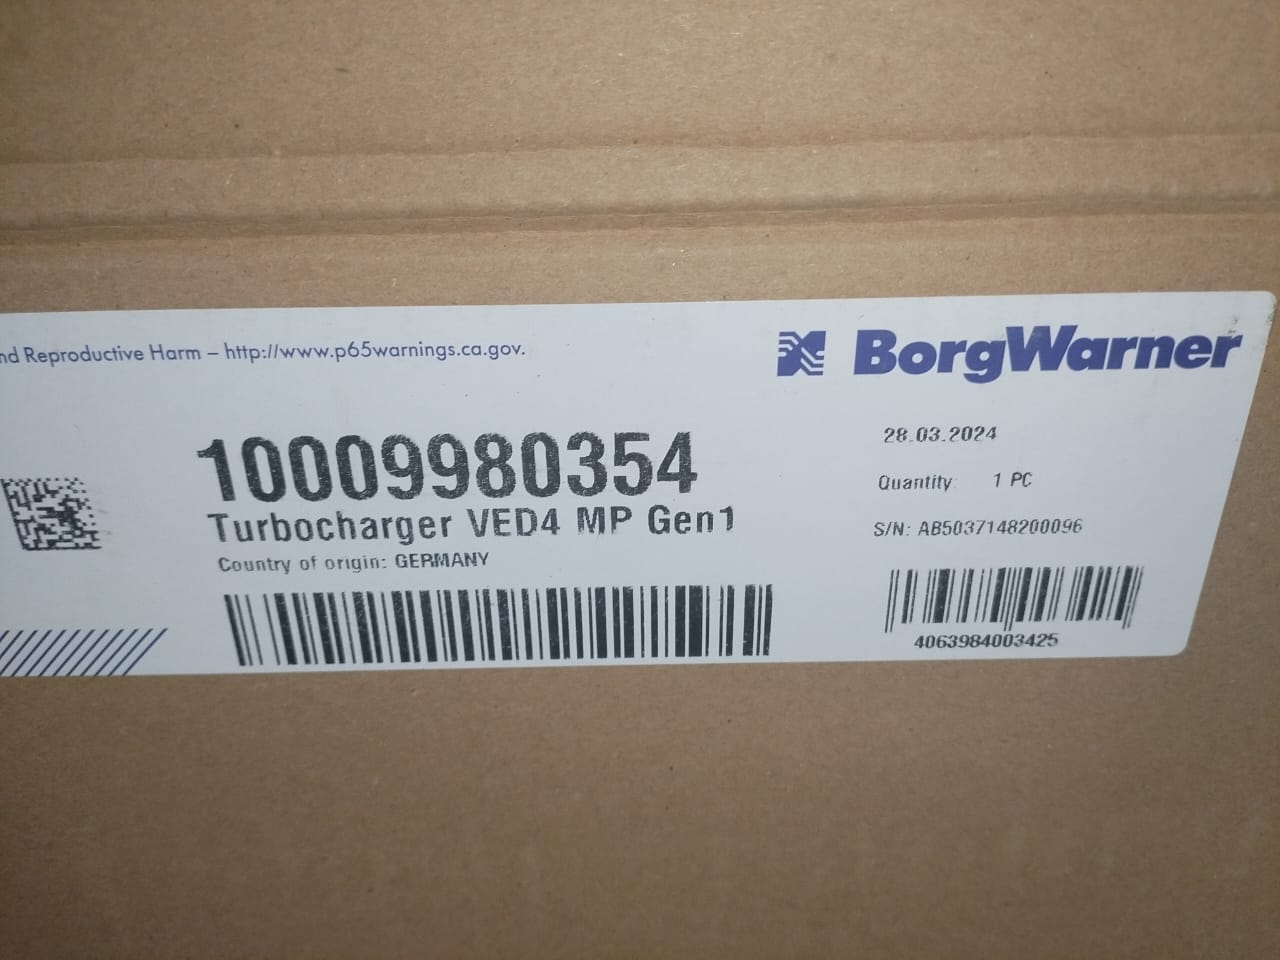 nd Reproductive Harm – http://www.p65warnings.ca.gov.
BorgWarner
10009980354
Turbocharger VED4 MP Gen1
Country of origin: GERMANY
28.03.2024
Quantity: 1 PC
S/N: AB5037148200096
4063984003425